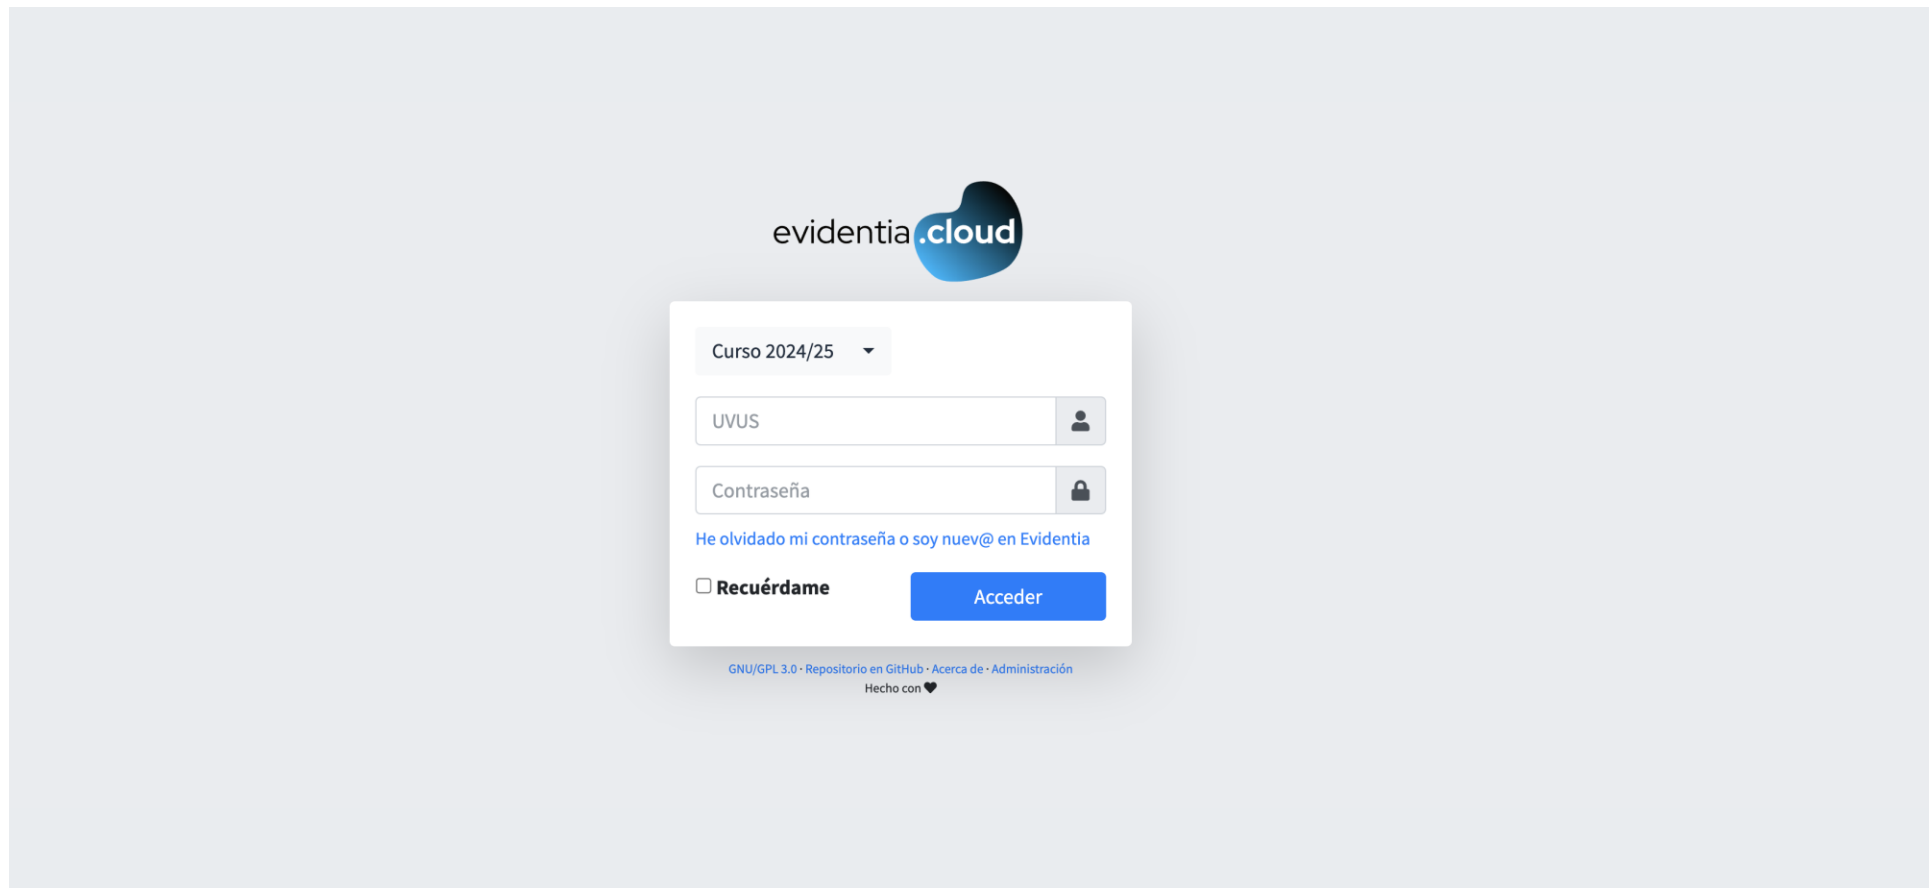 evidentia.cloud
Curso 2024/25
UVUS
Contraseña
He olvidado mi contraseña o soy nuev@ en Evidentia
Recuérdame
Acceder
GNU/GPL 3.0 · Repositorio en GitHub · Acerca de · Administración
Hecho con